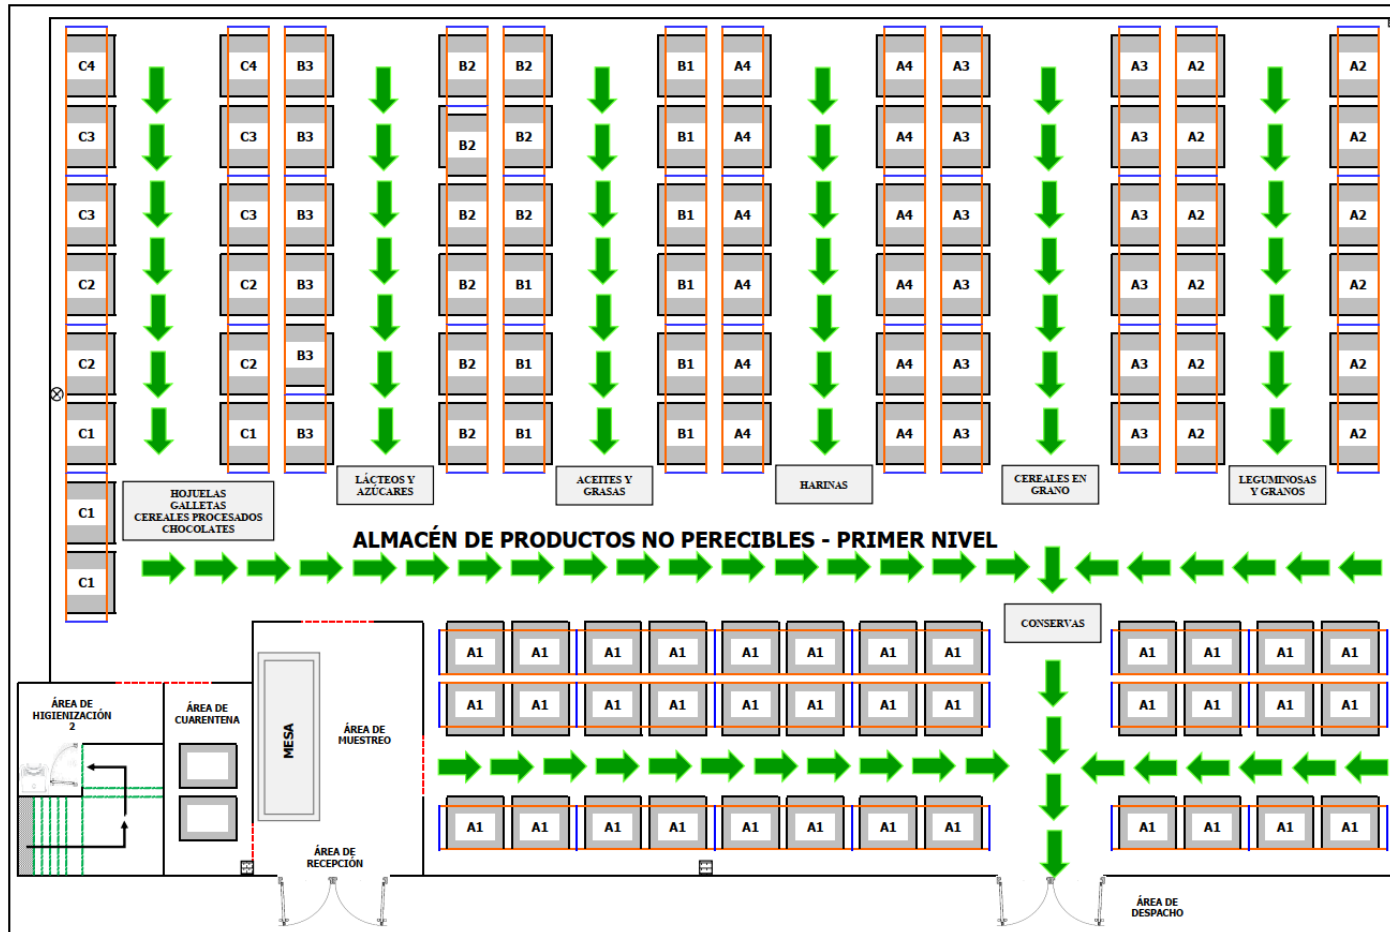 C4 C4 B3 B2 B2 B1 A4 A4 A3 A3 A2 A2
C3 C3 B3 B2 B2 B1 A4 A4 A3 A3 A2 A2
C3 C3 B3 B2 B2 B1 A4 A4 A3 A3 A2 A2
C2 C2 B3 B2 B1 B1 A4 A4 A3 A3 A2 A2
C2 C2 B3 B2 B1 B1 A4 A4 A3 A3 A2 A2
C1 C1 B3 B2 B1 B1 A4 A4 A3 A3 A2 A2
HOJUELAS
GALLETAS
CEREALES PROCESADOS
CHOCOLATES
LÁCTEOS Y
AZÚCARES
ACEITES Y
GRASAS
HARINAS
CEREALES EN
GRANO
LEGUMINOSAS
Y GRANOS
C1
ALMACÉN DE PRODUCTOS NO PERECIBLES - PRIMER NIVEL
C1
CONSERVAS
A1 A1 A1 A1 A1 A1 A1 A1 A1 A1 A1 A1
A1 A1 A1 A1 A1 A1 A1 A1 A1 A1 A1 A1
ÁREA DE
HIGIENIZACIÓN
2
ÁREA DE
CUARENTENA
MESA
ÁREA DE
MUESTREO
A1 A1 A1 A1 A1 A1 A1 A1 A1 A1 A1 A1
ÁREA DE
RECEPCIÓN
ÁREA DE
DESPACHO